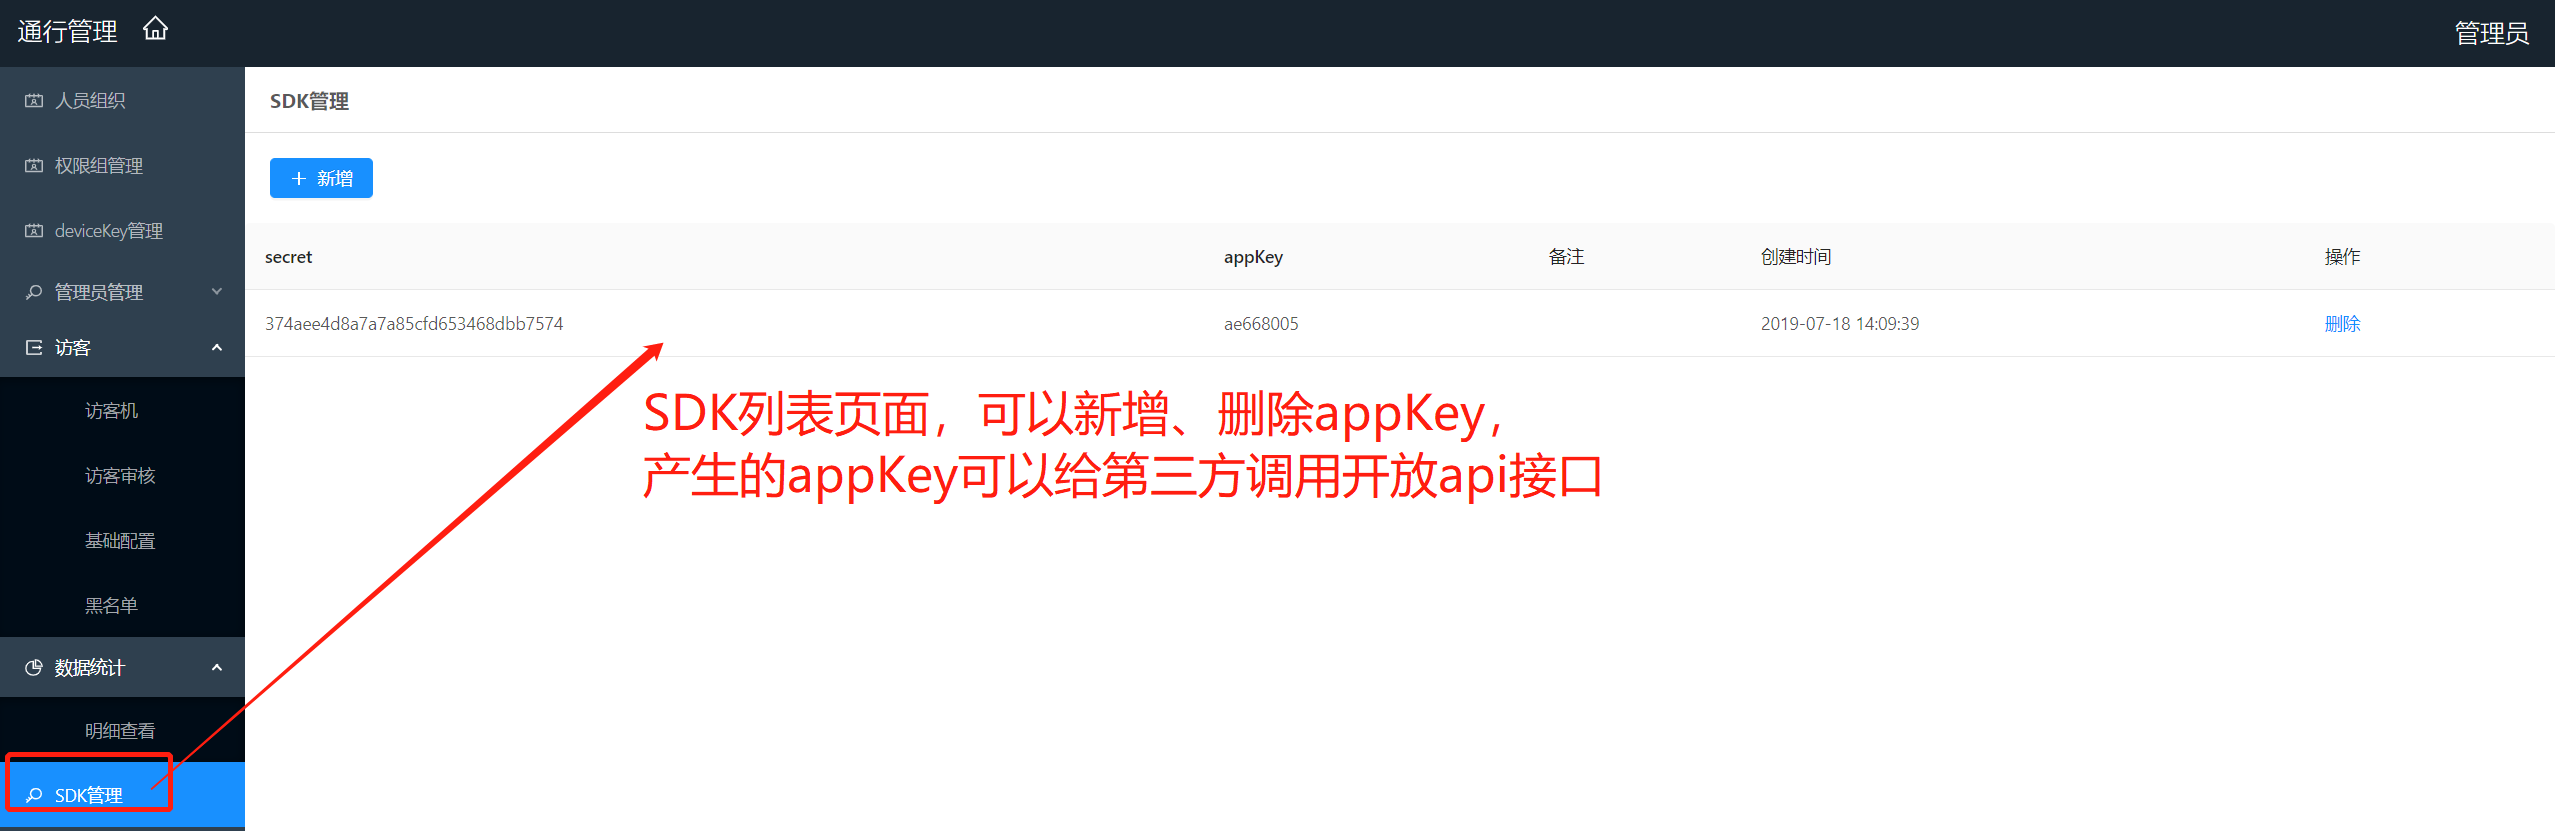 通行管理
管理员
人员组织
权限组管理
deviceKey管理
管理员管理
访客
访客机
访客审核
基础配置
黑名单
数据统计
明细查看
SDK管理
SDK管理
新增
secret appKey 备注 创建时间 操作
374aee4d8a7a7a85cfd653468dbb7574 ae668005 2019-07-18 14:09:39 删除
SDK列表页面，可以新增、删除appKey，
产生的appKey可以给第三方调用开放api接口